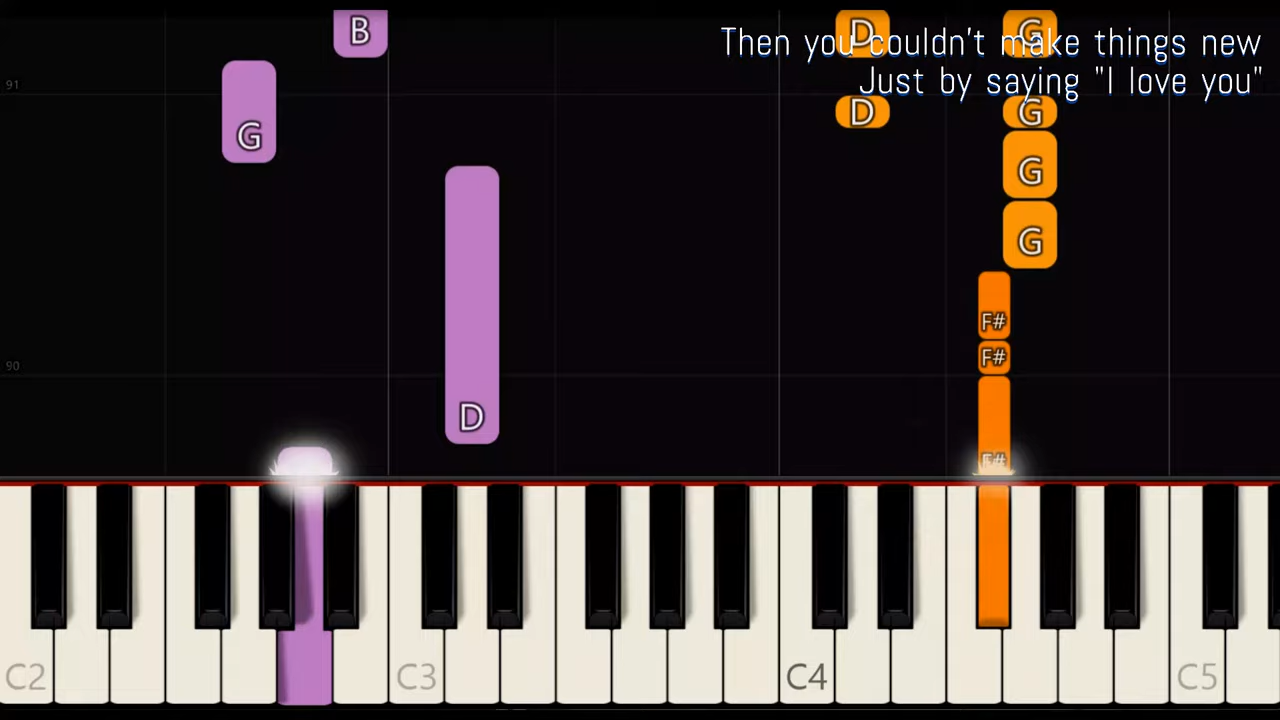 B
D
G
Then you couldn't make things new
Just by saying "I love you"
91
G
D
G
G
G
F#
F#
90
D
F#
C2
C3
C4
C5